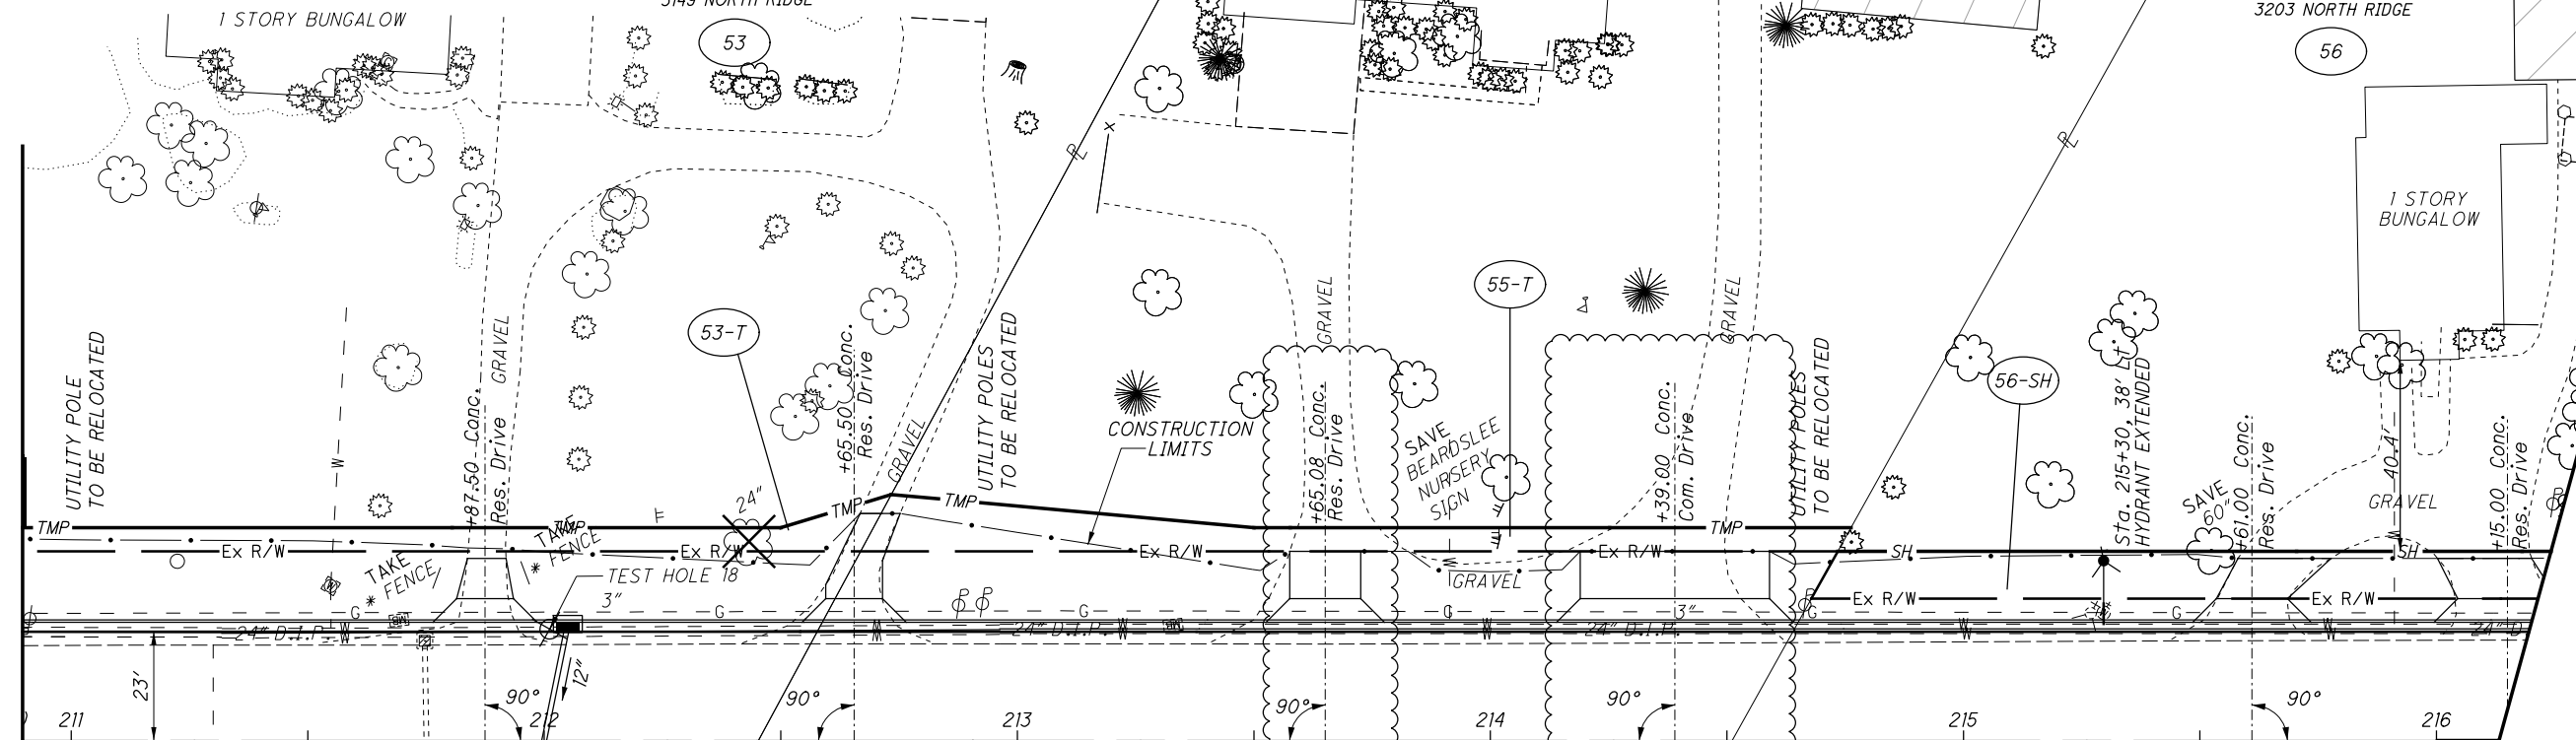 1 STORY BUNGALOW
3149 NORTH RIDGE
53
3203 NORTH RIDGE
56
1 STORY
BUNGALOW
℄
℄
UTILITY POLE
TO BE RELOCATED
W
+87.50 Conc.
Res. Drive
GRAVEL
53-T
24"
+65.50 Conc.
Res. Drive
GRAVEL
UTILITY POLES
TO BE RELOCATED
CONSTRUCTION
LIMITS
+65.08 Conc.
Res. Drive
GRAVEL
55-T
SAVE
BEARDSLEE
NURSERY
SIGN
+39.00 Conc.
Com. Drive
GRAVEL
UTILITY POLES
TO BE RELOCATED
56-SH
Sta. 215+30, 38' Lt
HYDRANT EXTENDED
SAVE
60"
+61.00 Conc.
Res. Drive
40.4'
GRAVEL
+15.00 Conc.
Res. Drive
TMP
TMP
TMP
TMP
TMP
SH
SH
TAKE
* FENCE
TAKE
* FENCE
Ex R/W
Ex R/W
Ex R/W
Ex R/W
Ex R/W
Ex R/W
TEST HOLE 18
3"
GRAVEL
3"
G
G
G
G
G
G
24" D.I.P.
W
W
24" D.I.P.
W
W
24" D.I.P.
W
W
24" D
MB
MB
23'
12"
90°
90°
90°
90°
90°
211
212
213
214
215
216